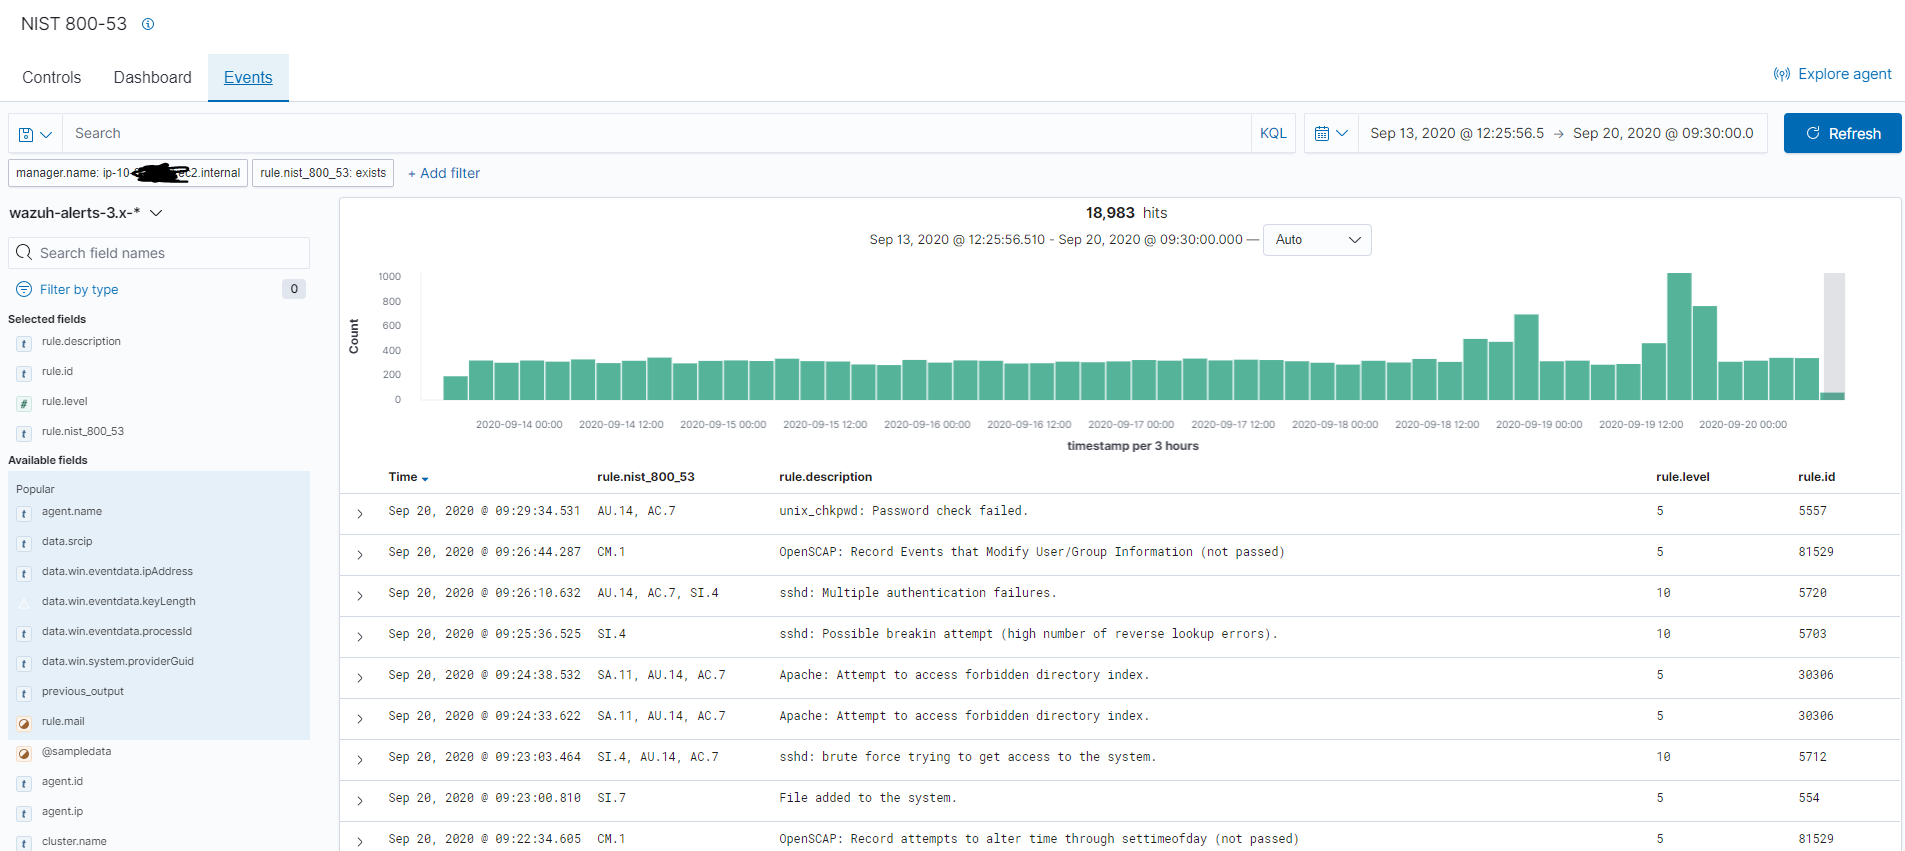 NIST 800-53
Controls Dashboard Events
Explore agent
Search KQL Sep 13, 2020 @ 12:25:56.5 → Sep 20, 2020 @ 09:30:00.0 Refresh
manager.name: ip-10- ec2.internal rule.nist_800_53: exists + Add filter
wazuh-alerts-3.x-*
Search field names
Filter by type 0
Selected fields
t rule.description
t rule.id
# rule.level
t rule.nist_800_53
Available fields
Popular
t agent.name
t data.srcip
t data.win.eventdata.ipAddress
data.win.eventdata.keyLength
t data.win.eventdata.processId
t data.win.system.providerGuid
t previous_output
rule.mail
@sampledata
t agent.id
t agent.ip
t cluster.name
18,983 hits
Sep 13, 2020 @ 12:25:56.510 - Sep 20, 2020 @ 09:30:00.000 — Auto
Count
1000
800
600
400
200
0
2020-09-14 00:00 2020-09-14 12:00 2020-09-15 00:00 2020-09-15 12:00 2020-09-16 00:00 2020-09-16 12:00 2020-09-17 00:00 2020-09-17 12:00 2020-09-18 00:00 2020-09-18 12:00 2020-09-19 00:00 2020-09-19 12:00 2020-09-20 00:00
timestamp per 3 hours
Time rule.nist_800_53 rule.description rule.level rule.id
Sep 20, 2020 @ 09:29:34.531 AU.14, AC.7 unix_chkpwd: Password check failed. 5 5557
Sep 20, 2020 @ 09:26:44.287 CM.1 OpenSCAP: Record Events that Modify User/Group Information (not passed) 5 81529
Sep 20, 2020 @ 09:26:10.632 AU.14, AC.7, SI.4 sshd: Multiple authentication failures. 10 5720
Sep 20, 2020 @ 09:25:36.525 SI.4 sshd: Possible breakin attempt (high number of reverse lookup errors). 10 5703
Sep 20, 2020 @ 09:24:38.532 SA.11, AU.14, AC.7 Apache: Attempt to access forbidden directory index. 5 30306
Sep 20, 2020 @ 09:24:33.622 SA.11, AU.14, AC.7 Apache: Attempt to access forbidden directory index. 5 30306
Sep 20, 2020 @ 09:23:03.464 SI.4, AU.14, AC.7 sshd: brute force trying to get access to the system. 10 5712
Sep 20, 2020 @ 09:23:00.810 SI.7 File added to the system. 5 554
Sep 20, 2020 @ 09:22:34.605 CM.1 OpenSCAP: Record attempts to alter time through settimeofday (not passed) 5 81529